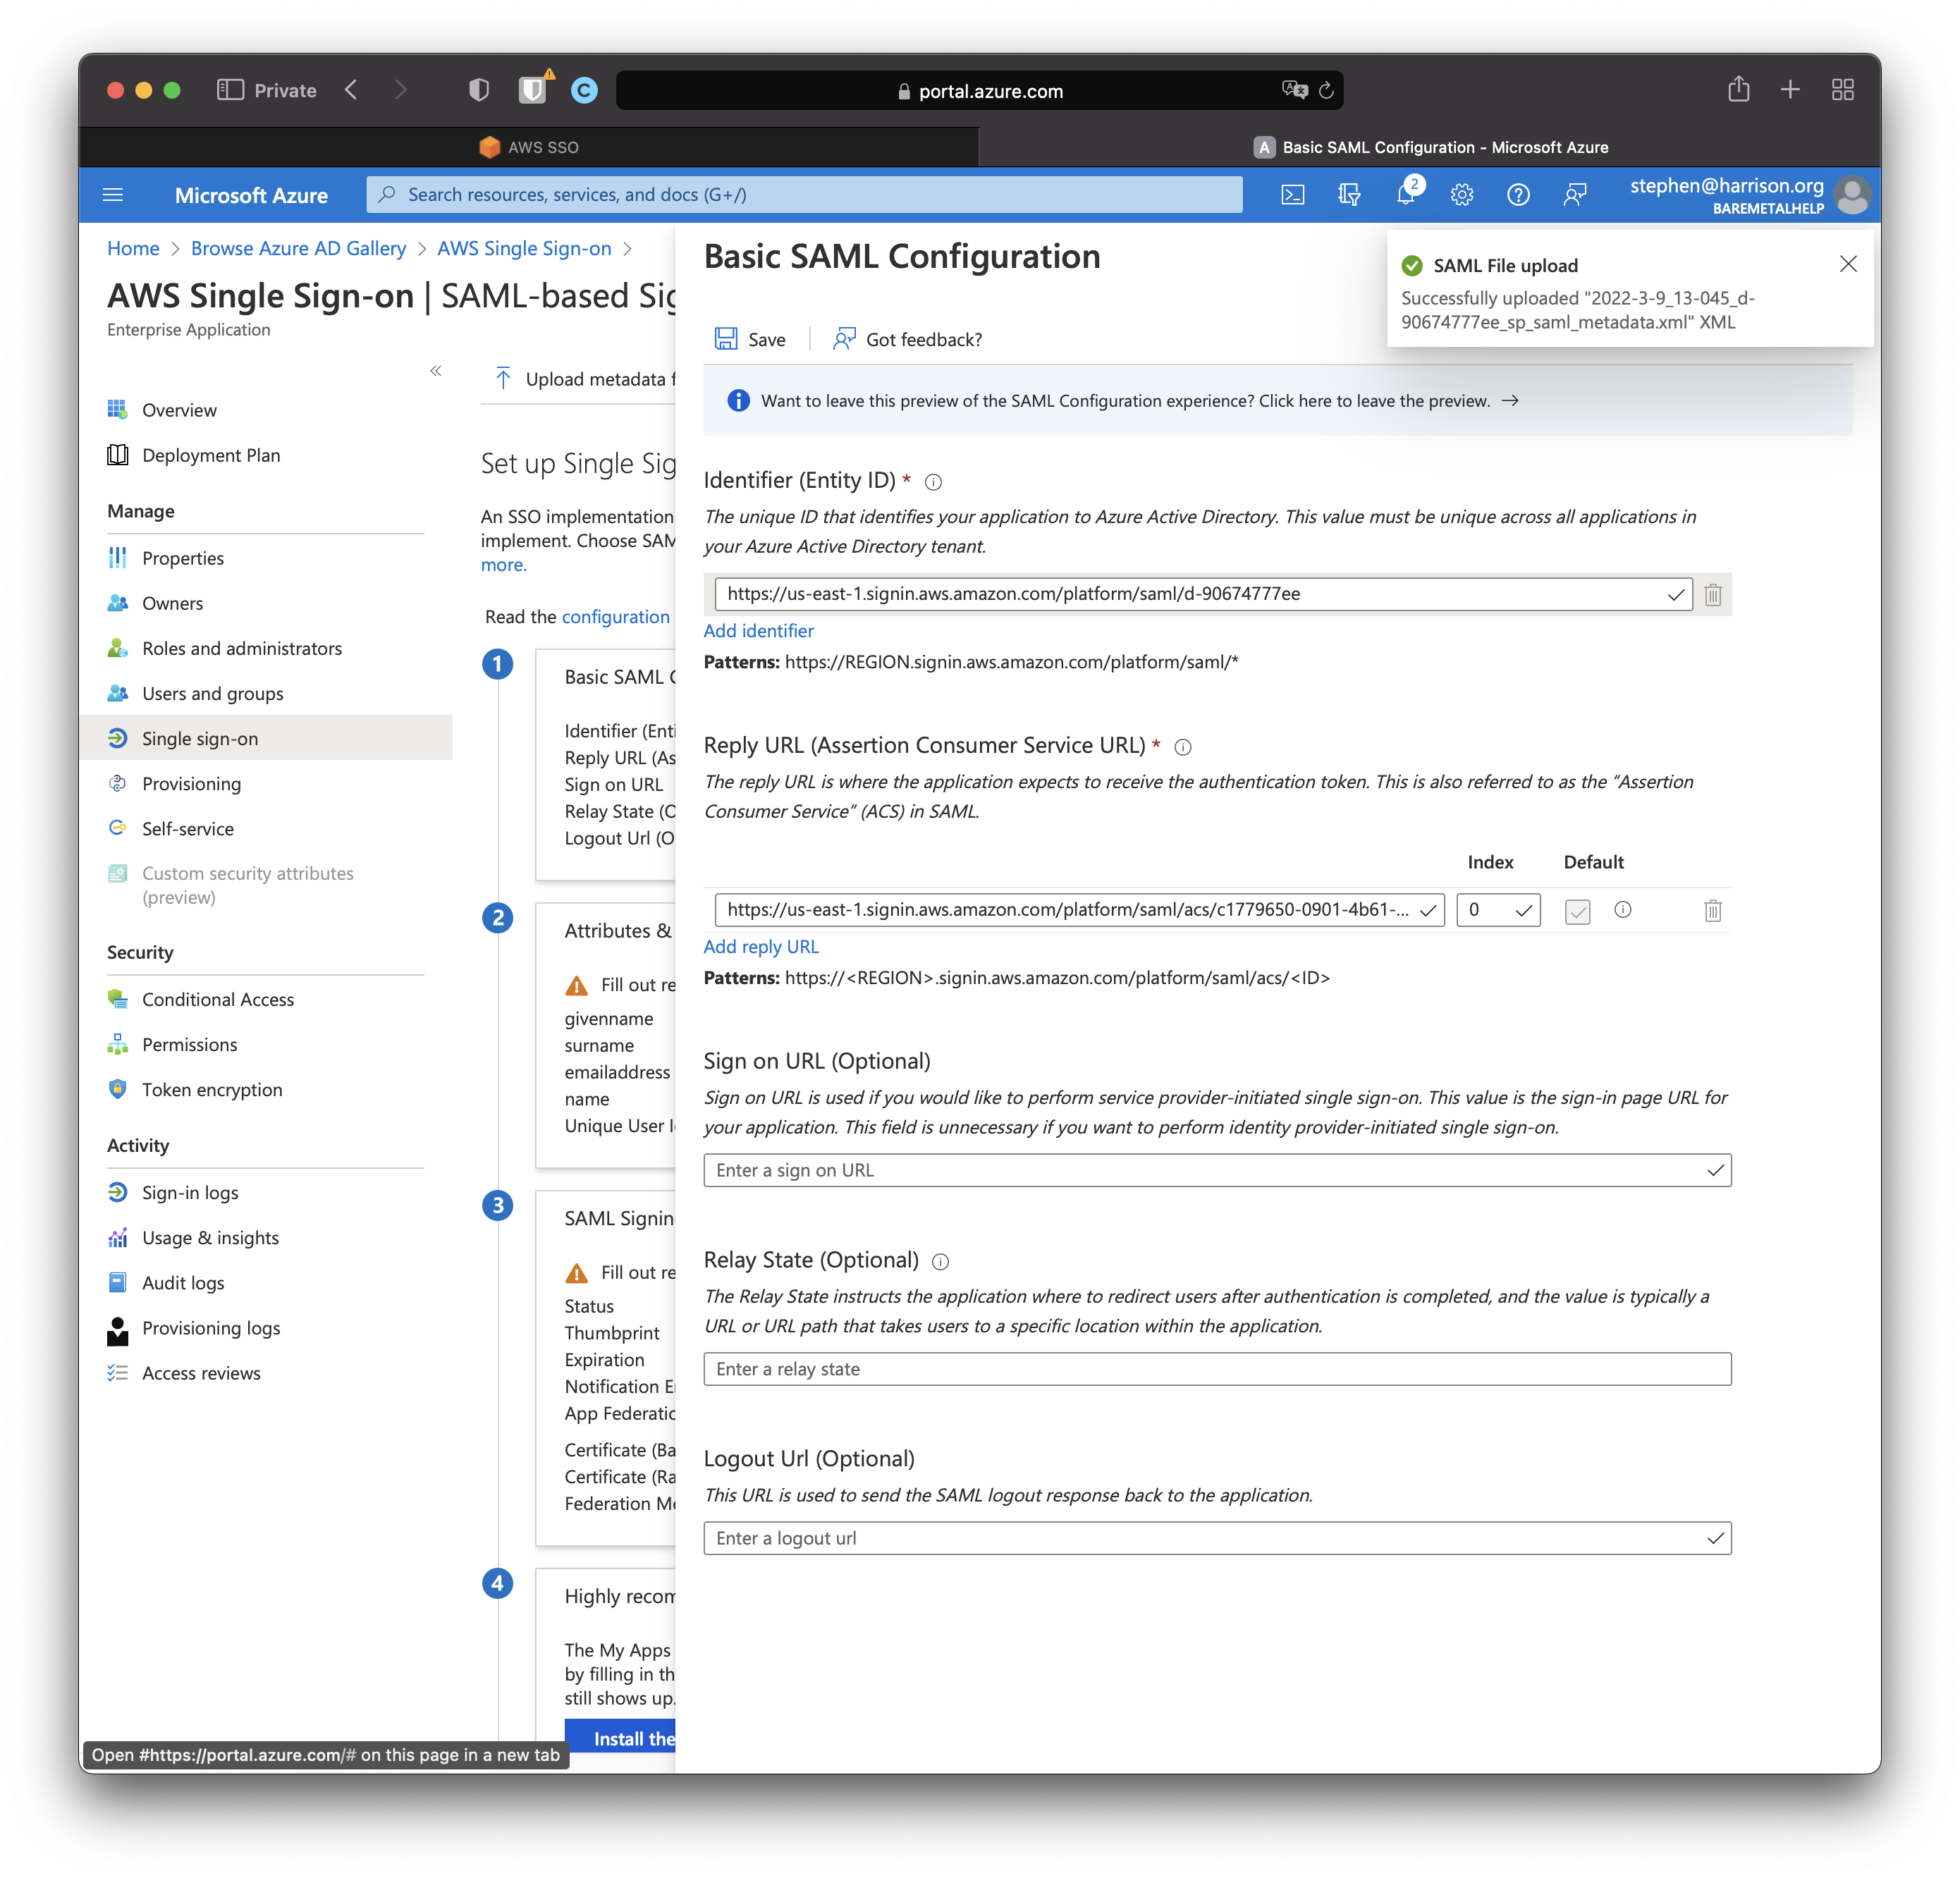 Private
portal.azure.com
AWS SSO
A Basic SAML Configuration - Microsoft Azure
Microsoft Azure
Search resources, services, and docs (G+/)
2
stephen@harrison.org
BAREMETALHELP
Home > Browse Azure AD Gallery > AWS Single Sign-on >
AWS Single Sign-on | SAML-based Sig
Enterprise Application
«
Overview
Deployment Plan
Manage
Properties
Owners
Roles and administrators
Users and groups
Single sign-on
Provisioning
Self-service
Custom security attributes
(preview)
Security
Conditional Access
Permissions
Token encryption
Activity
Sign-in logs
Usage & insights
Audit logs
Provisioning logs
Access reviews
Upload metadata f
Set up Single Sig
An SSO implementation
implement. Choose SAM
more.
Read the configuration
1
Basic SAML C
Identifier (Enti
Reply URL (As
Sign on URL
Relay State (O
Logout Url (O
2
Attributes &
Fill out re
givenname
surname
emailaddress
name
Unique User I
3
SAML Signin
Fill out re
Status
Thumbprint
Expiration
Notification E
App Federatio
Certificate (Ba
Certificate (Ra
Federation Me
4
Highly recom
The My Apps
by filling in th
still shows up.
Install the
Basic SAML Configuration
Save
Got feedback?
Want to leave this preview of the SAML Configuration experience? Click here to leave the preview. →
SAML File upload
Successfully uploaded "2022-3-9_13-045_d-
90674777ee_sp_saml_metadata.xml" XML
Identifier (Entity ID) *
The unique ID that identifies your application to Azure Active Directory. This value must be unique across all applications in
your Azure Active Directory tenant.
https://us-east-1.signin.aws.amazon.com/platform/saml/d-90674777ee
Add identifier
Patterns: https://REGION.signin.aws.amazon.com/platform/saml/*
Reply URL (Assertion Consumer Service URL) *
The reply URL is where the application expects to receive the authentication token. This is also referred to as the “Assertion
Consumer Service” (ACS) in SAML.
Index Default
https://us-east-1.signin.aws.amazon.com/platform/saml/acs/c1779650-0901-4b61-... 0
Add reply URL
Patterns: https://<REGION>.signin.aws.amazon.com/platform/saml/acs/<ID>
Sign on URL (Optional)
Sign on URL is used if you would like to perform service provider-initiated single sign-on. This value is the sign-in page URL for
your application. This field is unnecessary if you want to perform identity provider-initiated single sign-on.
Enter a sign on URL
Relay State (Optional)
The Relay State instructs the application where to redirect users after authentication is completed, and the value is typically a
URL or URL path that takes users to a specific location within the application.
Enter a relay state
Logout Url (Optional)
This URL is used to send the SAML logout response back to the application.
Enter a logout url
Open #https://portal.azure.com/# on this page in a new tab